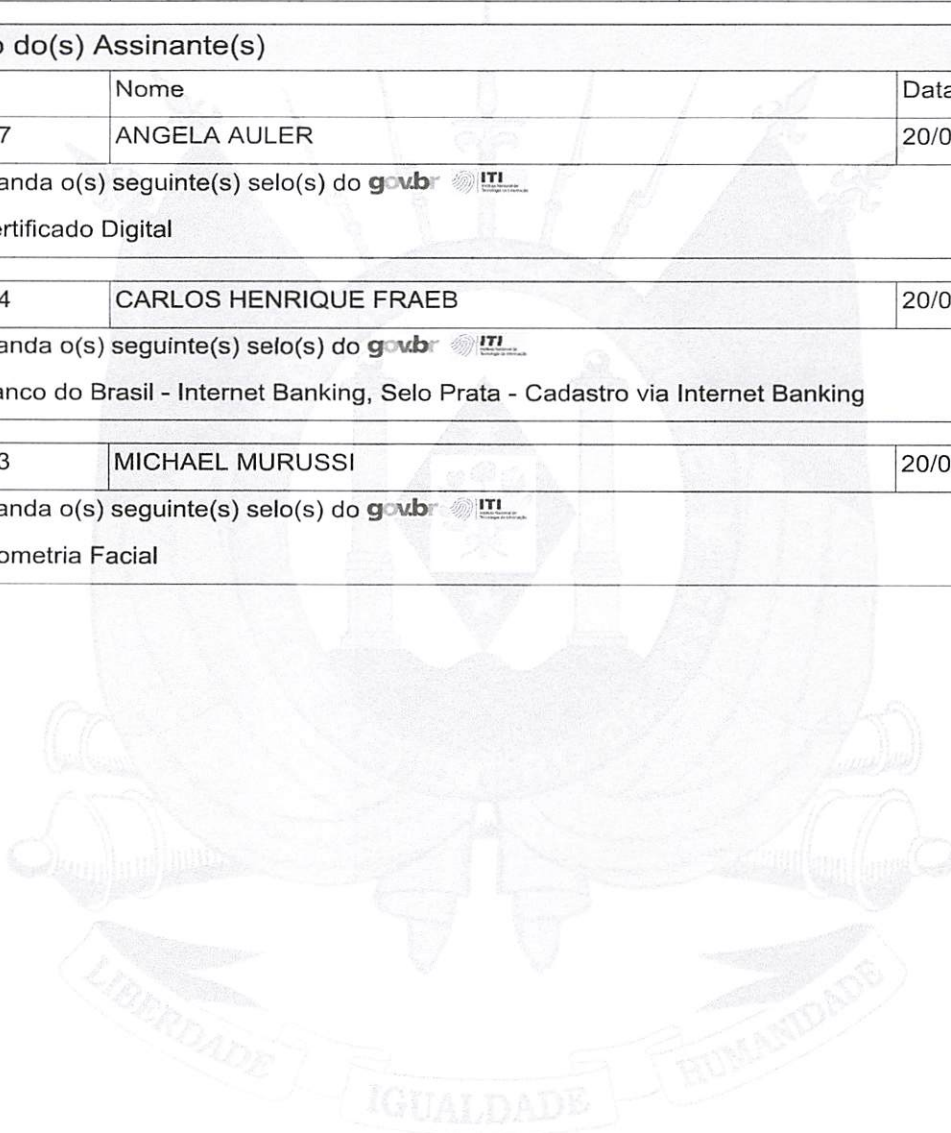 o do(s) Assinante(s)
Nome Data
7 ANGELA AULER 20/0
anda o(s) seguinte(s) selo(s) do gov.br ITI
ertificado Digital
4 CARLOS HENRIQUE FRAEB 20/0
anda o(s) seguinte(s) selo(s) do gov.br ITI
anco do Brasil - Internet Banking, Selo Prata - Cadastro via Internet Banking
3 MICHAEL MURUSSI 20/0
anda o(s) seguinte(s) selo(s) do gov.br ITI
ometria Facial
LIBERDADE IGUALDADE HUMANIDADE